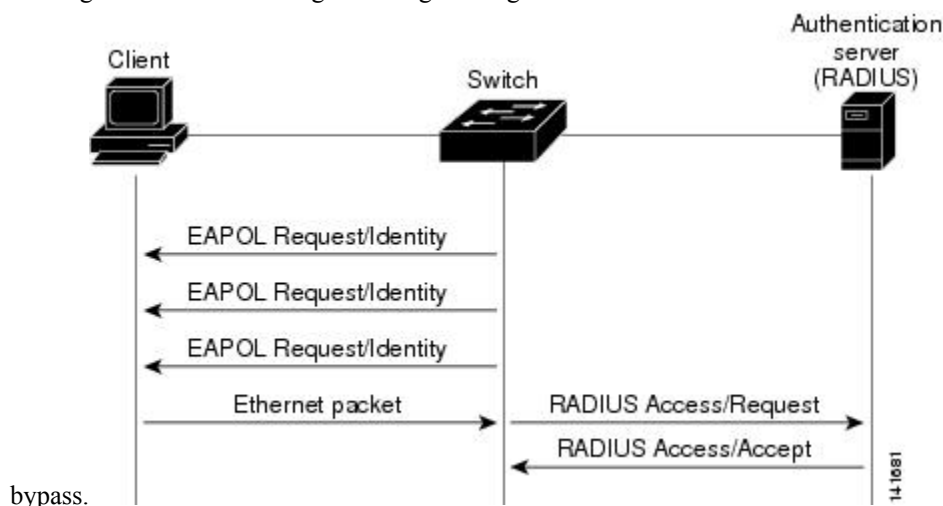 Client
Switch
Authentication
server
(RADIUS)
EAPOL Request/Identity
EAPOL Request/Identity
EAPOL Request/Identity
Ethernet packet
RADIUS Access/Request
RADIUS Access/Accept
141681
bypass.